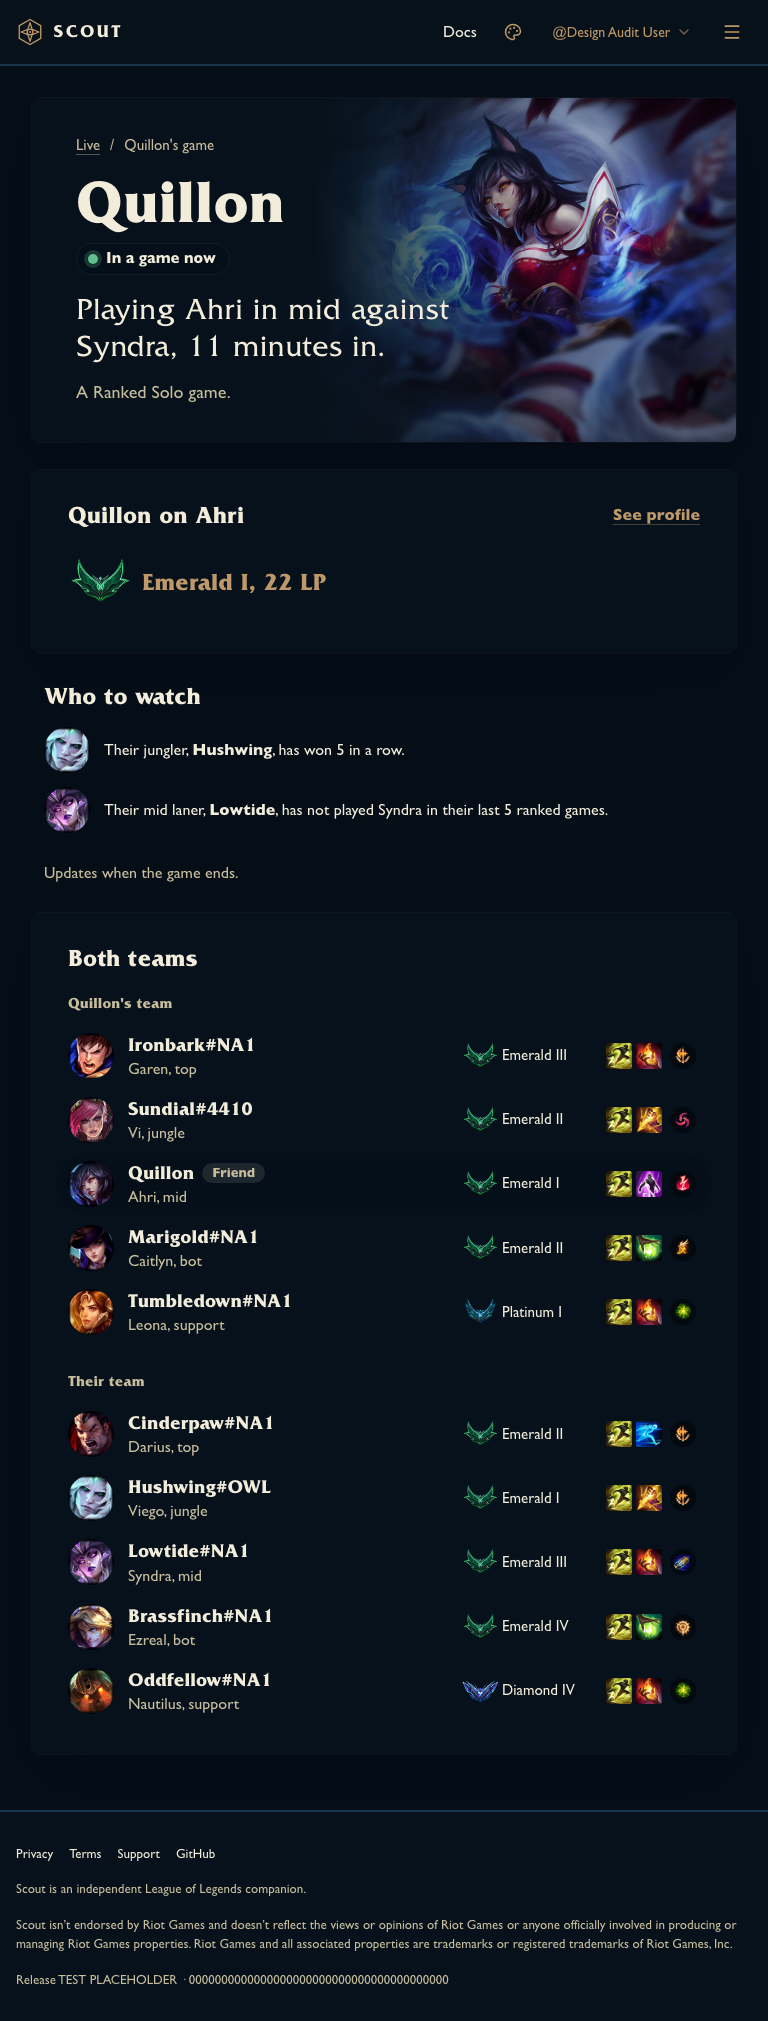 SCOUT
Docs
@Design Audit User
Live / Quillon's game
Quillon
In a game now
Playing Ahri in mid against
Syndra, 11 minutes in.
A Ranked Solo game.
Quillon on Ahri
See profile
Emerald I, 22 LP
Who to watch
Their jungler, Hushwing, has won 5 in a row.
Their mid laner, Lowtide, has not played Syndra in their last 5 ranked games.
Updates when the game ends.
Both teams
Quillon's team
Ironbark#NA1
Garen, top
Emerald III
Sundial#4410
Vi, jungle
Emerald II
Quillon Friend
Ahri, mid
Emerald I
Marigold#NA1
Caitlyn, bot
Emerald II
Tumbledown#NA1
Leona, support
Platinum I
Their team
Cinderpaw#NA1
Darius, top
Emerald II
Hushwing#OWL
Viego, jungle
Emerald I
Lowtide#NA1
Syndra, mid
Emerald III
Brassfinch#NA1
Ezreal, bot
Emerald IV
Oddfellow#NA1
Nautilus, support
Diamond IV
Privacy Terms Support GitHub
Scout is an independent League of Legends companion.
Scout isn't endorsed by Riot Games and doesn't reflect the views or opinions of Riot Games or anyone officially involved in producing or
managing Riot Games properties. Riot Games and all associated properties are trademarks or registered trademarks of Riot Games, Inc.
Release TEST PLACEHOLDER · 0000000000000000000000000000000000000000